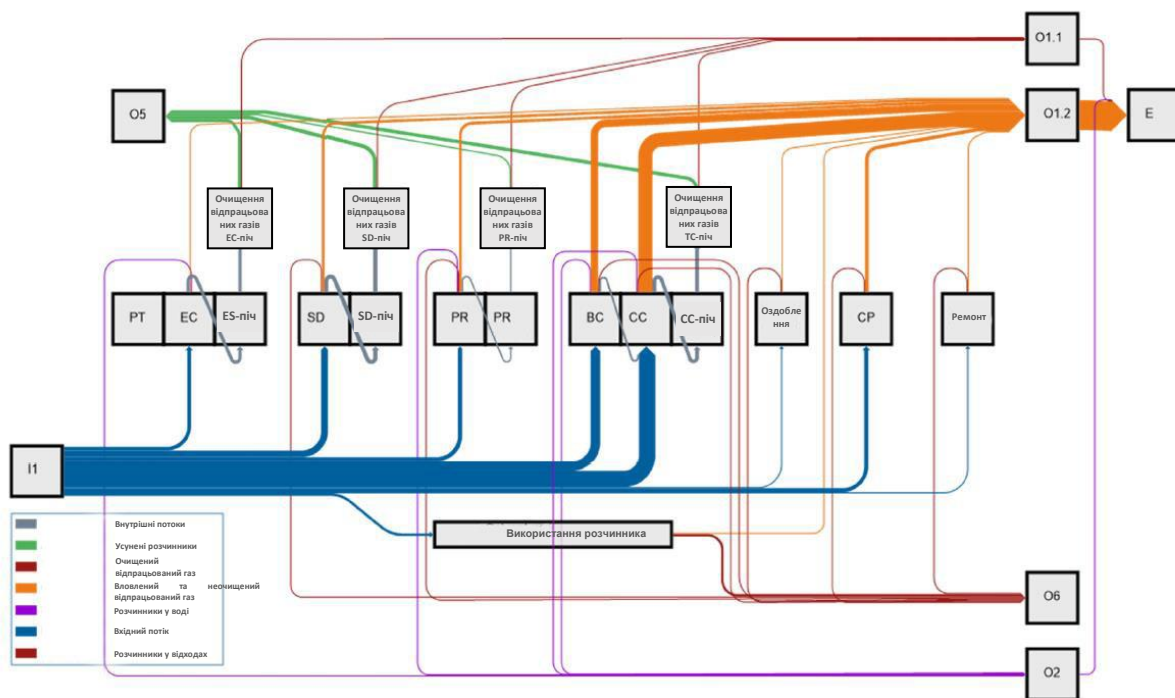 O1.1
O5
O1.2
E
Очищення
відпрацьова
них газів
EC-піч
Очищення
відпрацьова
них газів
SD-піч
Очищення
відпрацьова
них газів
PR-піч
Очищення
відпрацьова
них газів
TC-піч
PT
EC
ES-піч
SD
SD-піч
PR
PR
BC
CC
CC-піч
Оздобле
ння
CP
Ремонт
I1
Використання розчинника
Внутрішні потоки
Усунені розчинники
Очищений
відпрацьований газ
Вловлений та неочищений
відпрацьований газ
Розчинники у воді
Вхідний потік
Розчинники у відходах
O6
O2